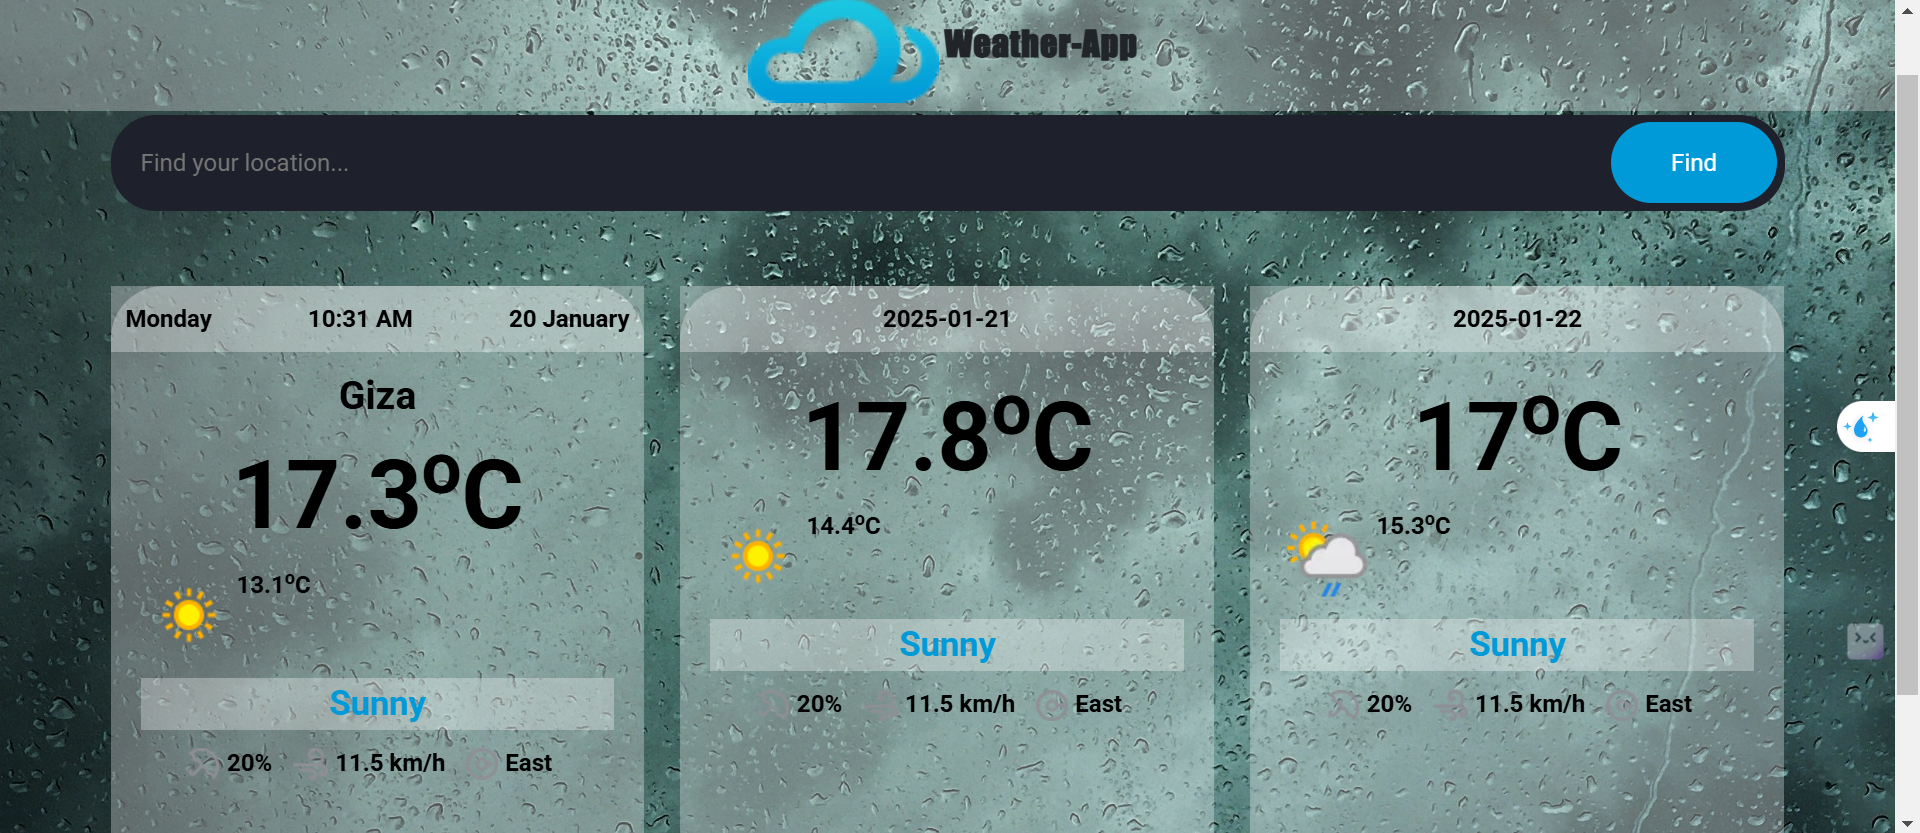 Weather-App
Find your location...
Find
Monday 10:31 AM 20 January
Giza
17.3°C
13.1°C
Sunny
20% 11.5 km/h East
2025-01-21
17.8°C
14.4°C
Sunny
20% 11.5 km/h East
2025-01-22
17°C
15.3°C
Sunny
20% 11.5 km/h East